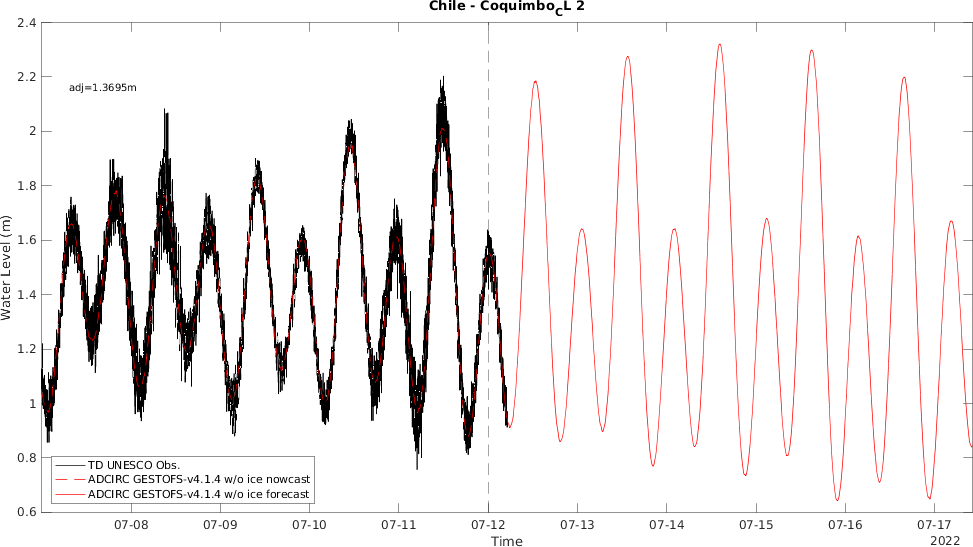 Chile - Coquimbo_CL 2
2.4
2.2
2
1.8
1.6
1.4
1.2
1
0.8
0.6
Water Level (m)
adj=1.3695m
TD UNESCO Obs.
ADCIRC GESTOFS-v4.1.4 w/o ice nowcast
ADCIRC GESTOFS-v4.1.4 w/o ice forecast
07-08 07-09 07-10 07-11 07-12 07-13 07-14 07-15 07-16 07-17
Time
2022